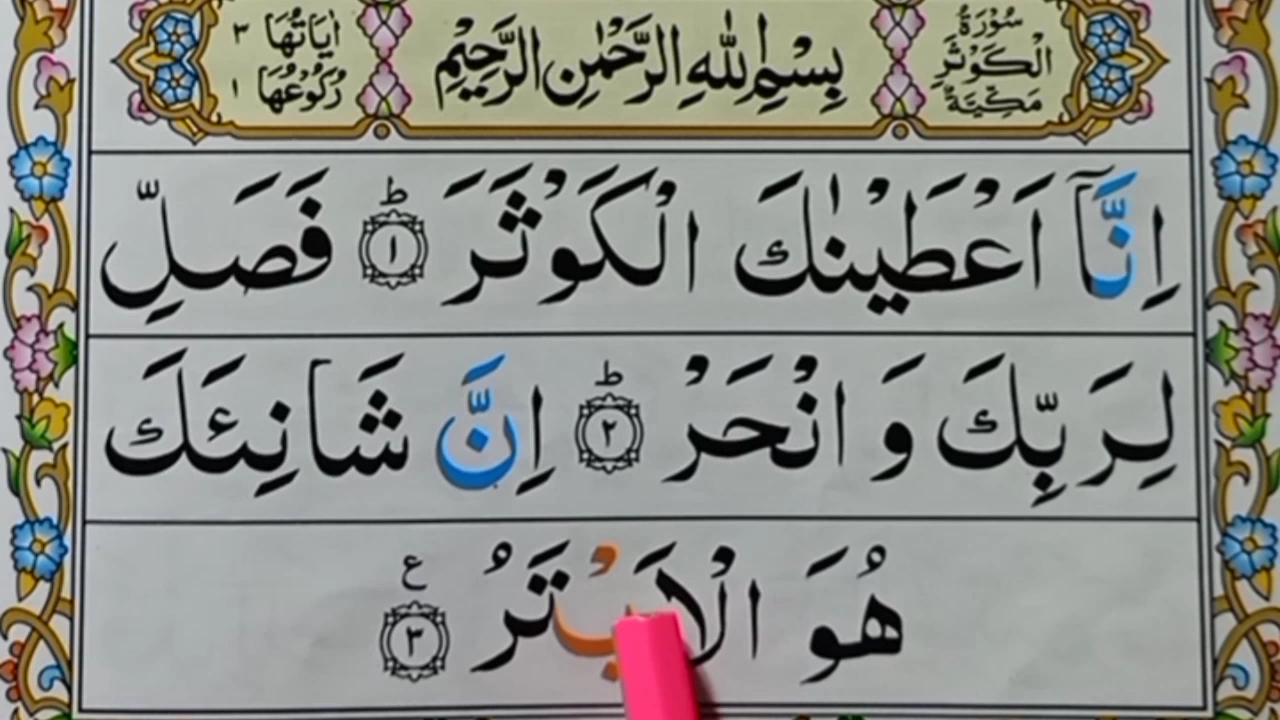 سُوْرَةُ الْكَوْثَرِ مَكِّيَّةٌ
بِسْمِ اللّٰهِ الرَّحْمٰنِ الرَّحِيْمِ
اٰيَاتُهَا ٣
رُكُوْعُهَا ١
اِنَّاۤ اَعْطَيْنٰكَ الْكَوْثَرَ ؕ ۝١ فَصَلِّ
لِرَبِّكَ وَ انْحَرْ ؕ ۝٢ اِنَّ شَانِئَكَ
هُوَ الْاَبْتَرُ ۝٣ ع